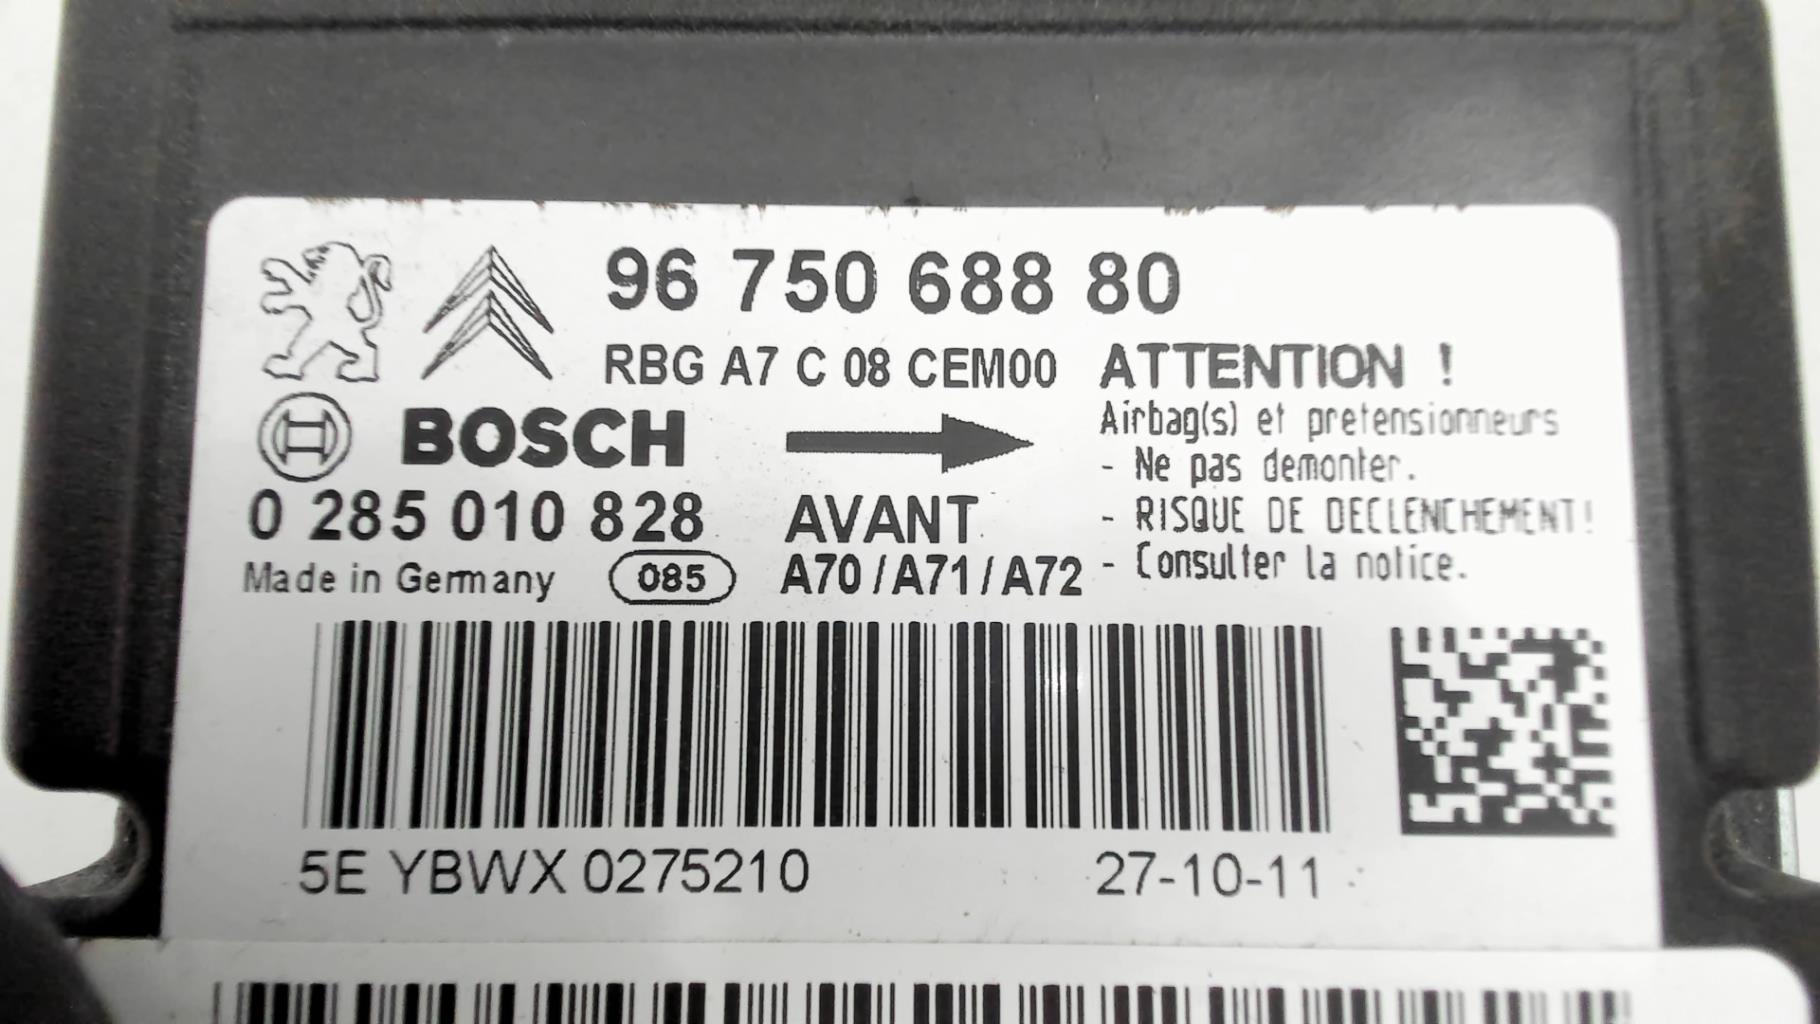 96 750 688 80
RBG A7 C 08 CEM00
ATTENTION !
Airbag(s) et pretensionneurs
- Ne pas demonter.
- RISQUE DE DECLENCHEMENT!
- Consulter la notice.
BOSCH
0 285 010 828
AVANT
Made in Germany
085
A70/A71/A72
5E YBWX 0275210
27-10-11